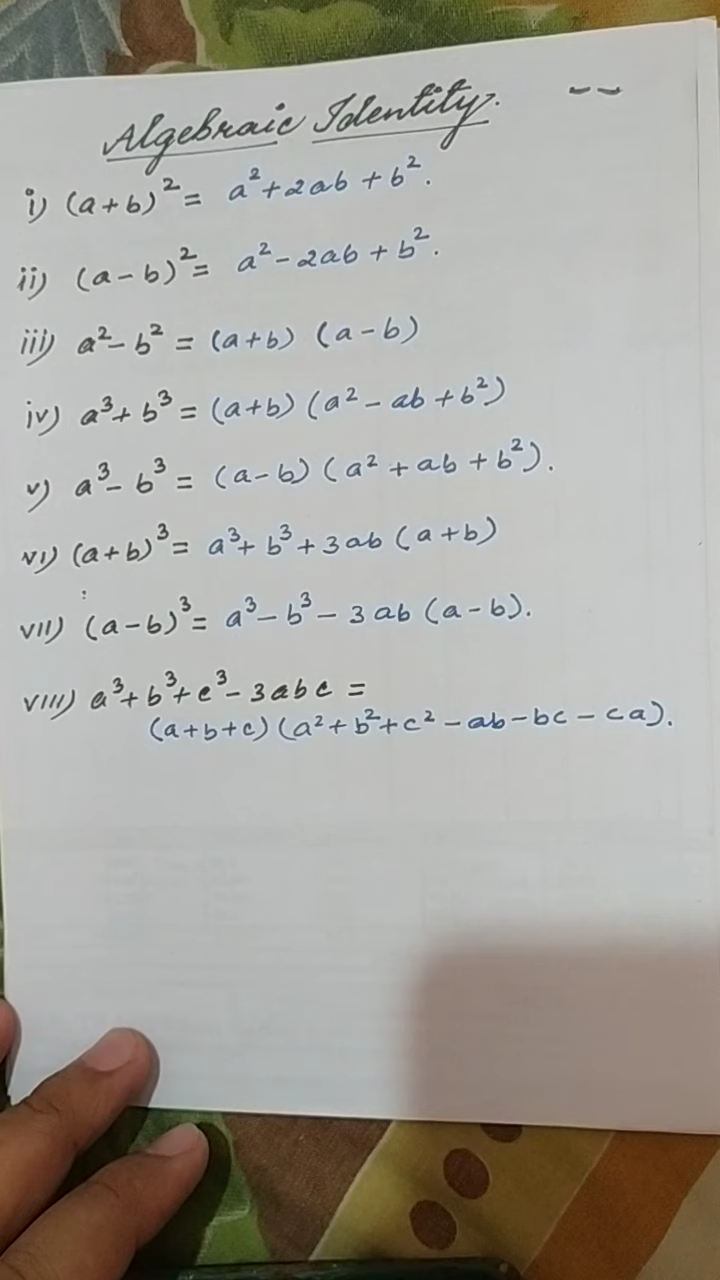 Algebraic Identity. --
i) (a+b)² = a²+2ab+b².
ii) (a-b)² = a²-2ab+b².
iii) a²-b² = (a+b) (a-b)
iv) a³+b³ = (a+b) (a²-ab+b²)
v) a³-b³ = (a-b) (a²+ab+b²).
vi) (a+b)³ = a³+b³+3ab (a+b)
vii) (a-b)³ = a³-b³-3ab (a-b).
viii) a³+b³+c³-3abc =
(a+b+c) (a²+b²+c²-ab-bc-ca).